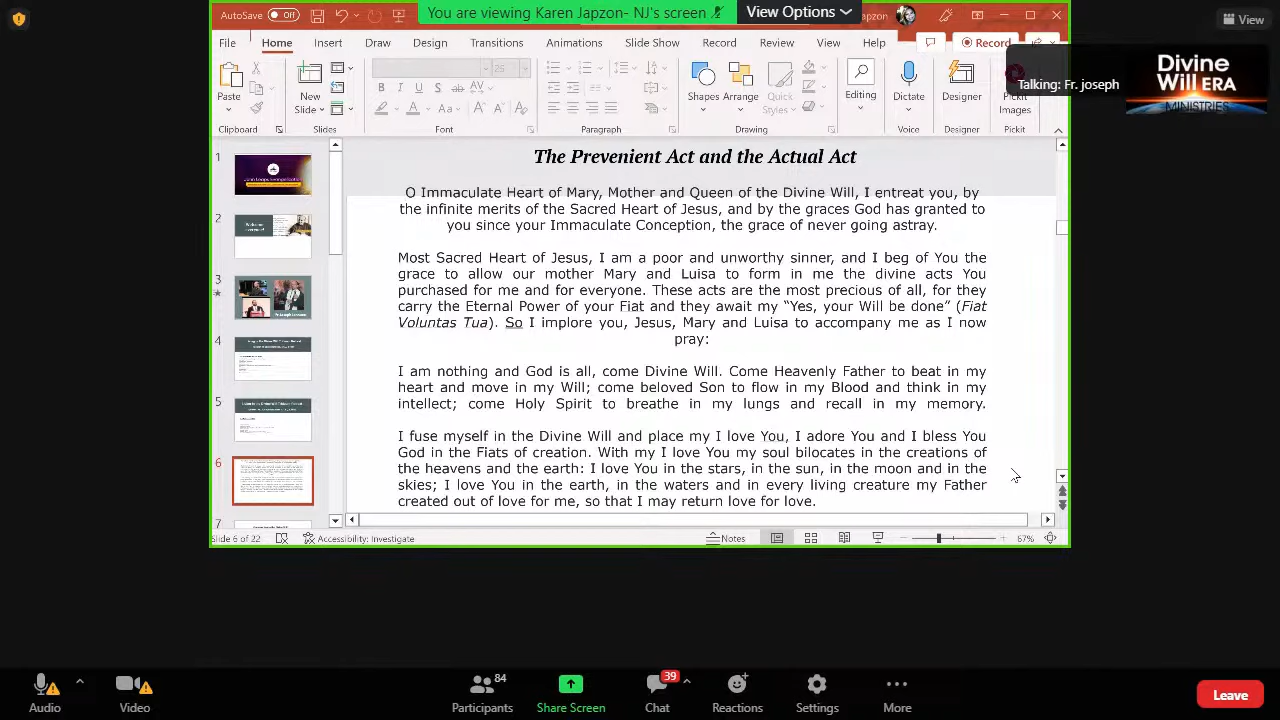 AutoSave
Off
You are viewing Karen Japzon- NJ's screen
View Options
apzon
View
File
Home
Insert
Draw
Design
Transitions
Animations
Slide Show
Record
Review
View
Help
Record
Talking: Fr. joseph
Divine
Will ERA
MINISTRIES
Paste
New
Slide
Shapes
Arrange
Quick
Styles
Editing
Dictate
Designer
Pickit
Images
Clipboard
Slides
Font
Paragraph
Drawing
Voice
Designer
Pickit
The Prevenient Act and the Actual Act
O Immaculate Heart of Mary, Mother and Queen of the Divine Will, I entreat you, by
the infinite merits of the Sacred Heart of Jesus, and by the graces God has granted to
you since your Immaculate Conception, the grace of never going astray.
Most Sacred Heart of Jesus, I am a poor and unworthy sinner, and I beg of You the
grace to allow our mother Mary and Luisa to form in me the divine acts You
purchased for me and for everyone. These acts are the most precious of all, for they
carry the Eternal Power of your Fiat and they await my “Yes, your Will be done” (Fiat
Voluntas Tua). So I implore you, Jesus, Mary and Luisa to accompany me as I now
pray:
I am nothing and God is all, come Divine Will. Come Heavenly Father to beat in my
heart and move in my Will; come beloved Son to flow in my Blood and think in my
intellect; come Holy Spirit to breathe in my lungs and recall in my memory.
I fuse myself in the Divine Will and place my I love You, I adore You and I bless You
God in the Fiats of creation. With my I love You my soul bilocates in the creations of
the heavens and the earth: I love You in the stars, in the sun, in the moon and in the
skies; I love You in the earth, in the waters and in every living creature my Father
created out of love for me, so that I may return love for love.
1
2
Welcome
everyone!
3
4
5
6
7
Slide 6 of 22
Accessibility: Investigate
Notes
67%
Audio
Video
84
Participants
Share Screen
39
Chat
Reactions
Settings
More
Leave